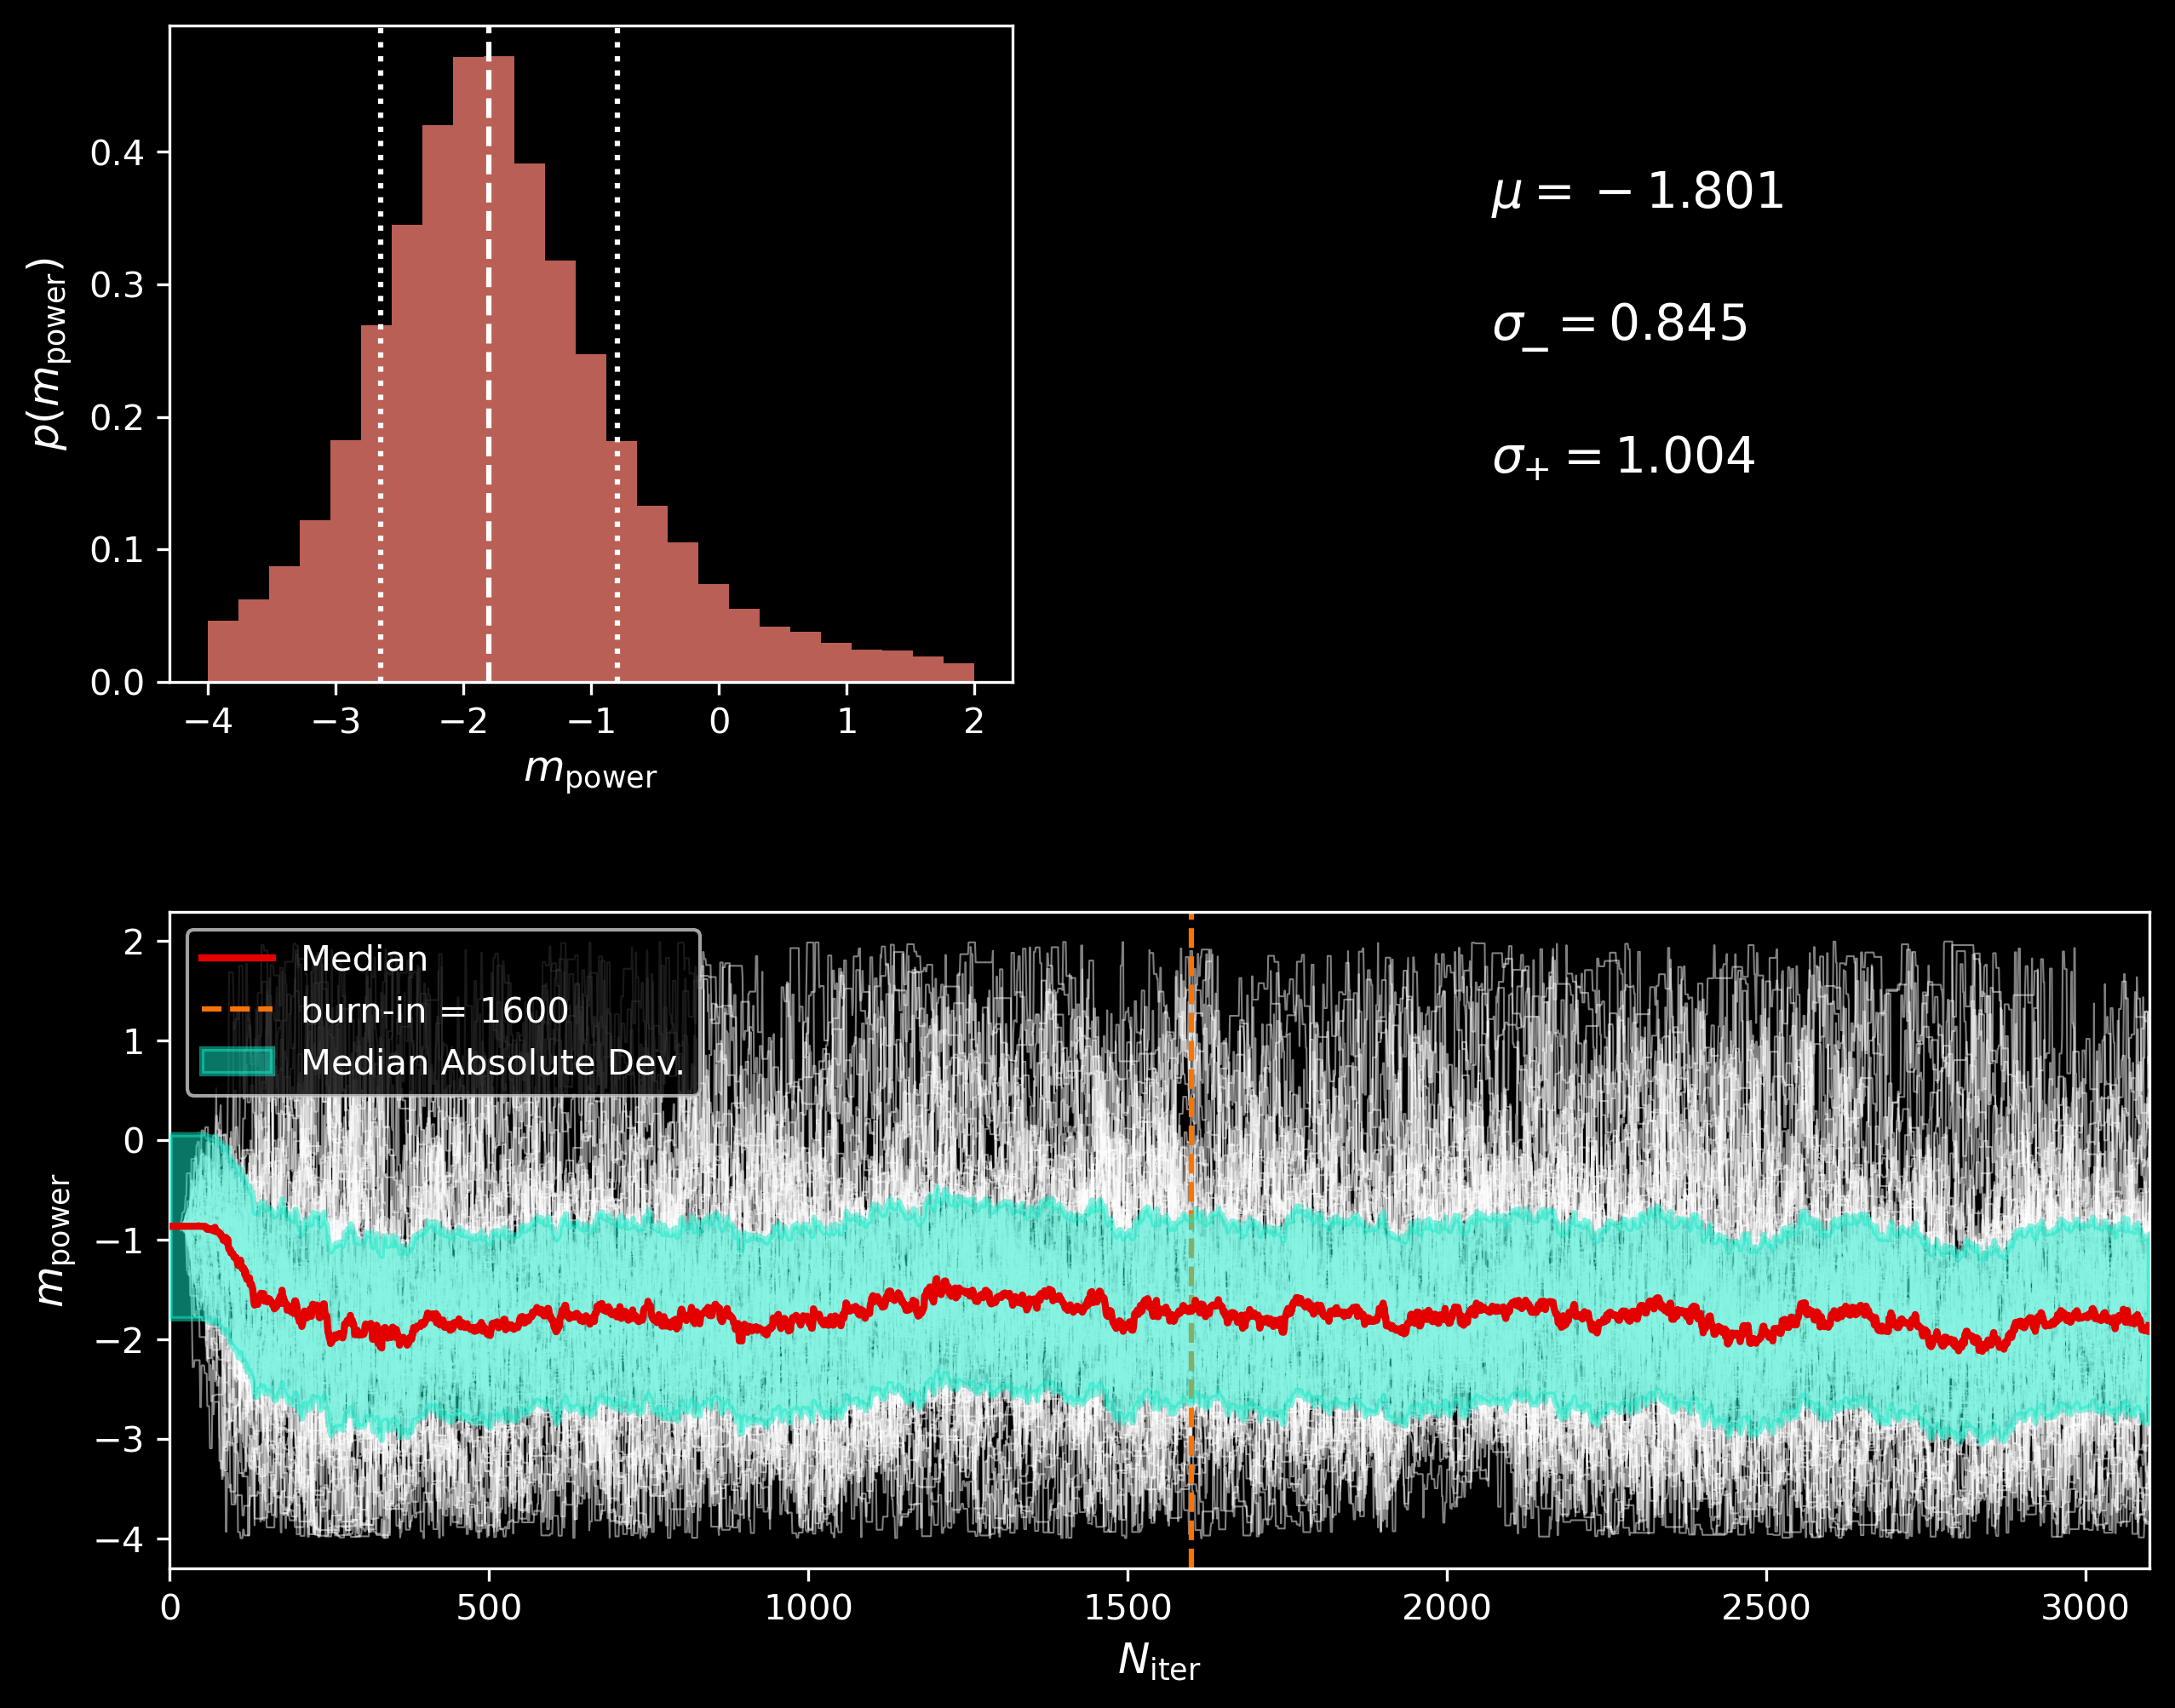 p(m_power)
0.4
0.3
0.2
0.1
0.0
−4 −3 −2 −1 0 1 2
m_power
μ = −1.801
σ_− = 0.845
σ_+ = 1.004
Median
burn-in = 1600
Median Absolute Dev.
m_power
2
1
0
−1
−2
−3
−4
0 500 1000 1500 2000 2500 3000
N_iter